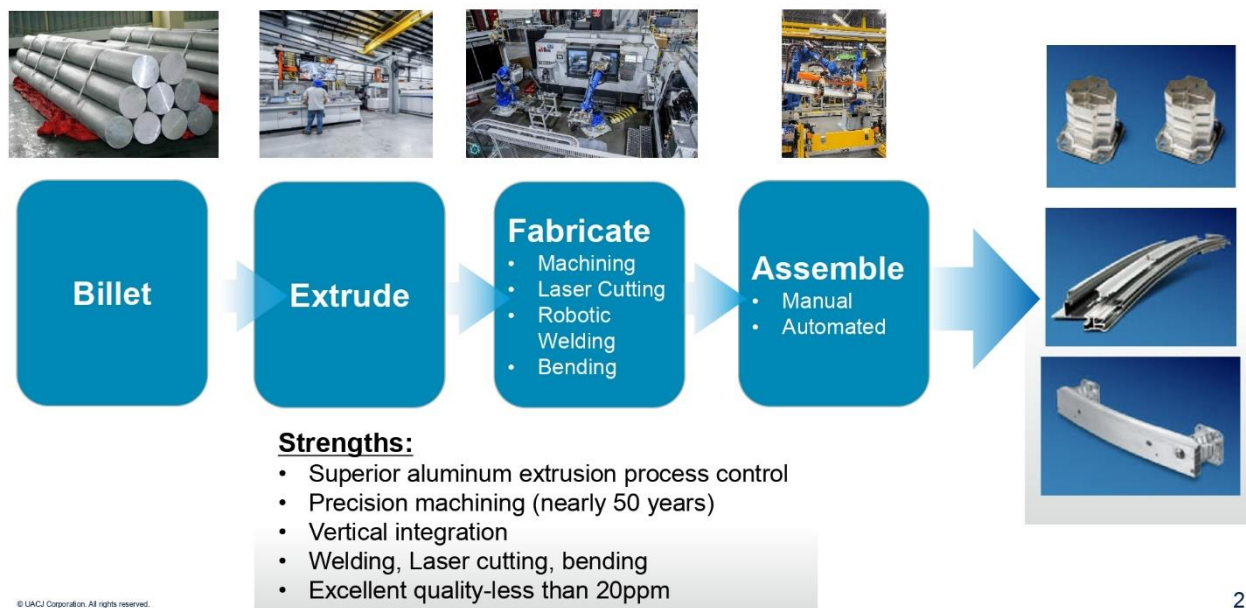 Billet
Extrude
Fabricate
• Machining
• Laser Cutting
• Robotic
Welding
• Bending
Assemble
• Manual
• Automated
Strengths:
• Superior aluminum extrusion process control
• Precision machining (nearly 50 years)
• Vertical integration
• Welding, Laser cutting, bending
• Excellent quality-less than 20ppm
© UACJ Corporation. All rights reserved.
2